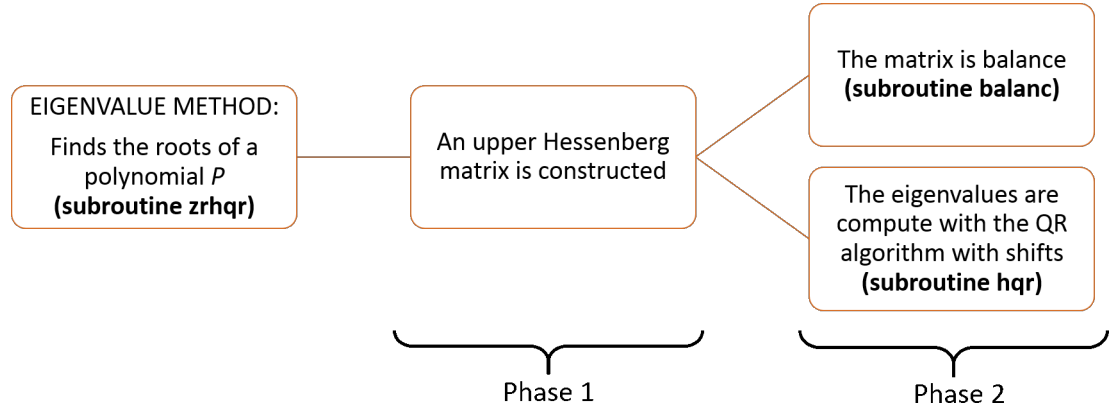 EIGENVALUE METHOD:
Finds the roots of a
polynomial P
(subroutine zrhqr)
An upper Hessenberg
matrix is constructed
The matrix is balance
(subroutine balanc)
The eigenvalues are
compute with the QR
algorithm with shifts
(subroutine hqr)
Phase 1
Phase 2